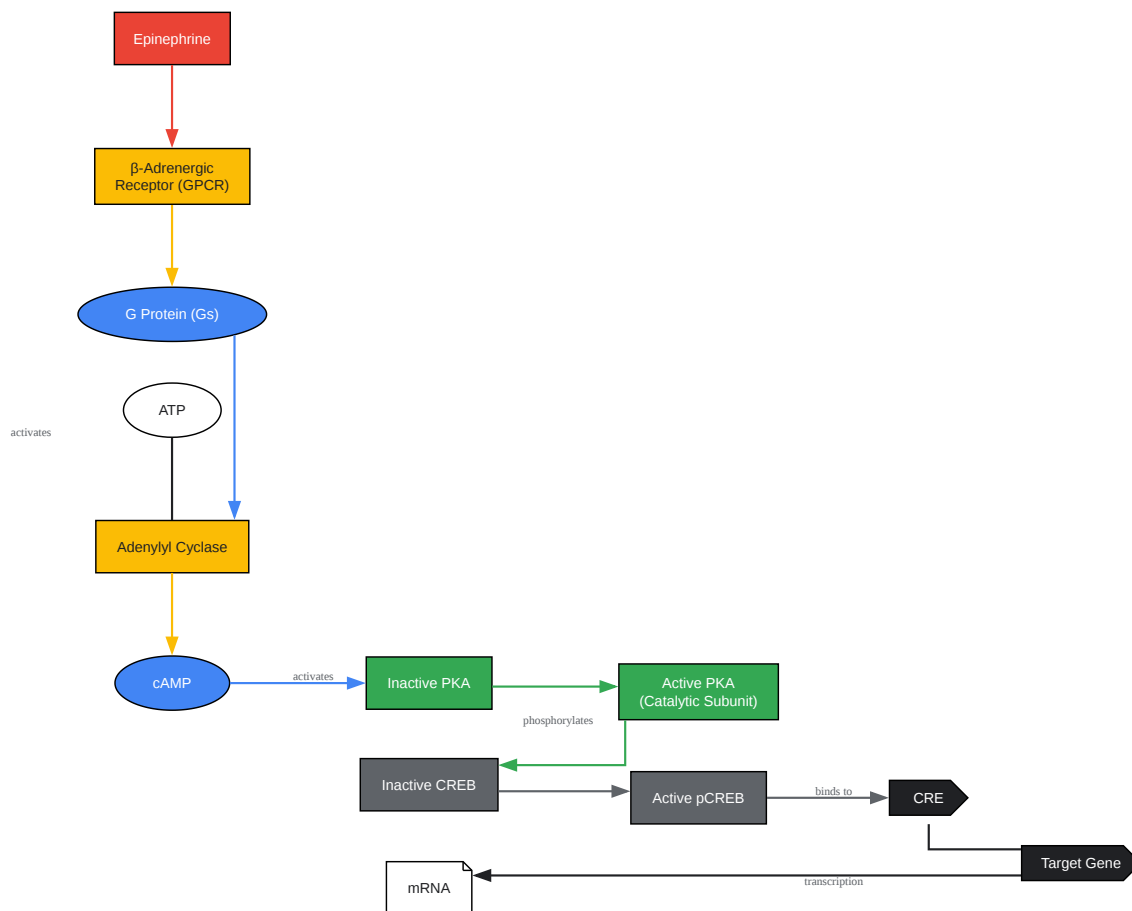 Epinephrine
β-Adrenergic
Receptor (GPCR)
G Protein (Gs)
ATP
activates
Adenylyl Cyclase
cAMP
activates
Inactive PKA
Active PKA
(Catalytic Subunit)
phosphorylates
Inactive CREB
Active pCREB
binds to
CRE
Target Gene
transcription
mRNA